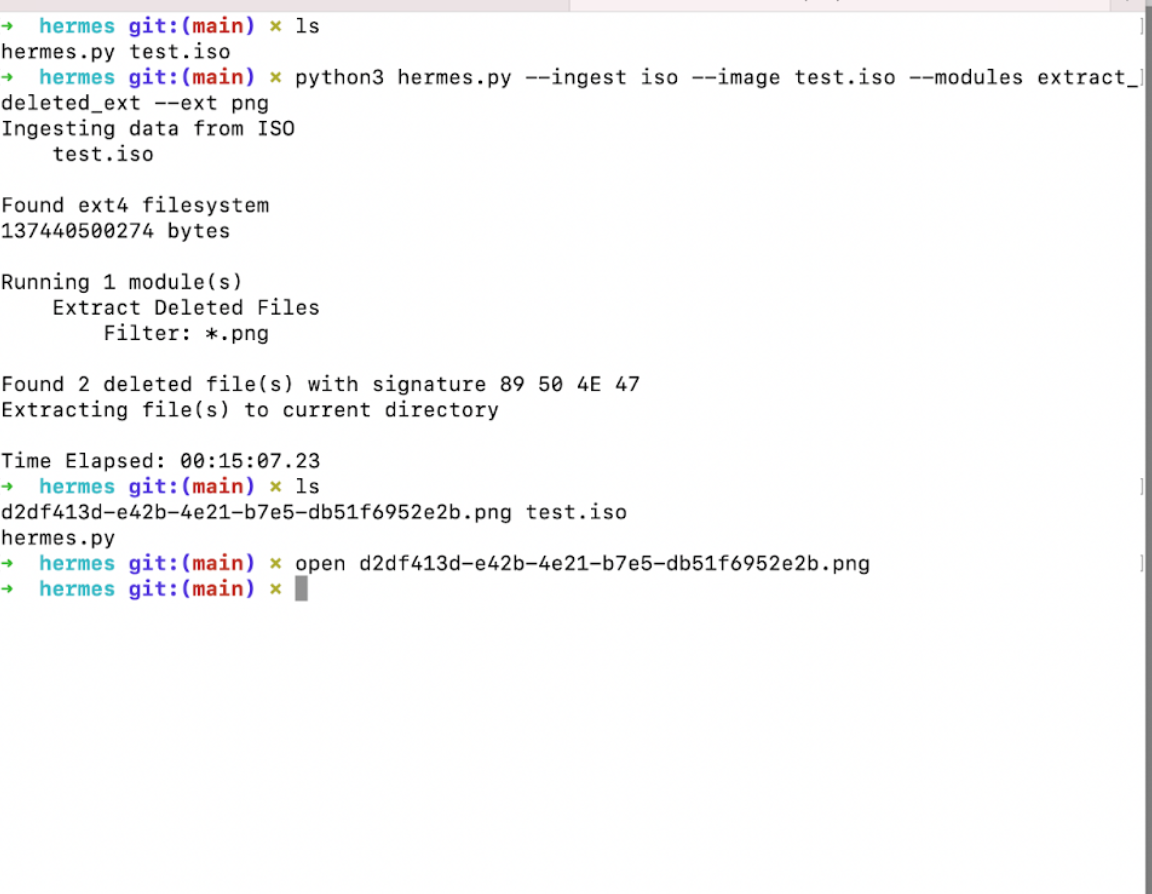 ➜  hermes git:(main) ✗ ls
hermes.py test.iso
➜  hermes git:(main) ✗ python3 hermes.py --ingest iso --image test.iso --modules extract_
deleted_ext --ext png
Ingesting data from ISO
    test.iso

Found ext4 filesystem
137440500274 bytes

Running 1 module(s)
    Extract Deleted Files
        Filter: *.png

Found 2 deleted file(s) with signature 89 50 4E 47
Extracting file(s) to current directory

Time Elapsed: 00:15:07.23
➜  hermes git:(main) ✗ ls
d2df413d-e42b-4e21-b7e5-db51f6952e2b.png test.iso
hermes.py
➜  hermes git:(main) ✗ open d2df413d-e42b-4e21-b7e5-db51f6952e2b.png
➜  hermes git:(main) ✗